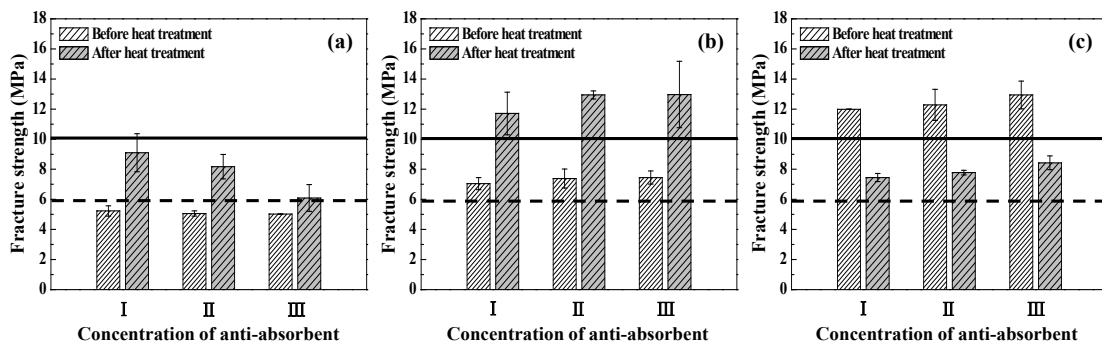 Fracture strength (MPa)
18
16
14
12
10
8
6
4
2
0
Before heat treatment
After heat treatment
(a)
Ⅰ Ⅱ Ⅲ
Concentration of anti-absorbent
Fracture strength (MPa)
18
16
14
12
10
8
6
4
2
0
Before heat treatment
After heat treatment
(b)
Ⅰ Ⅱ Ⅲ
Concentration of anti-absorbent
Fracture strength (MPa)
18
16
14
12
10
8
6
4
2
0
Before heat treatment
After heat treatment
(c)
Ⅰ Ⅱ Ⅲ
Concentration of anti-absorbent